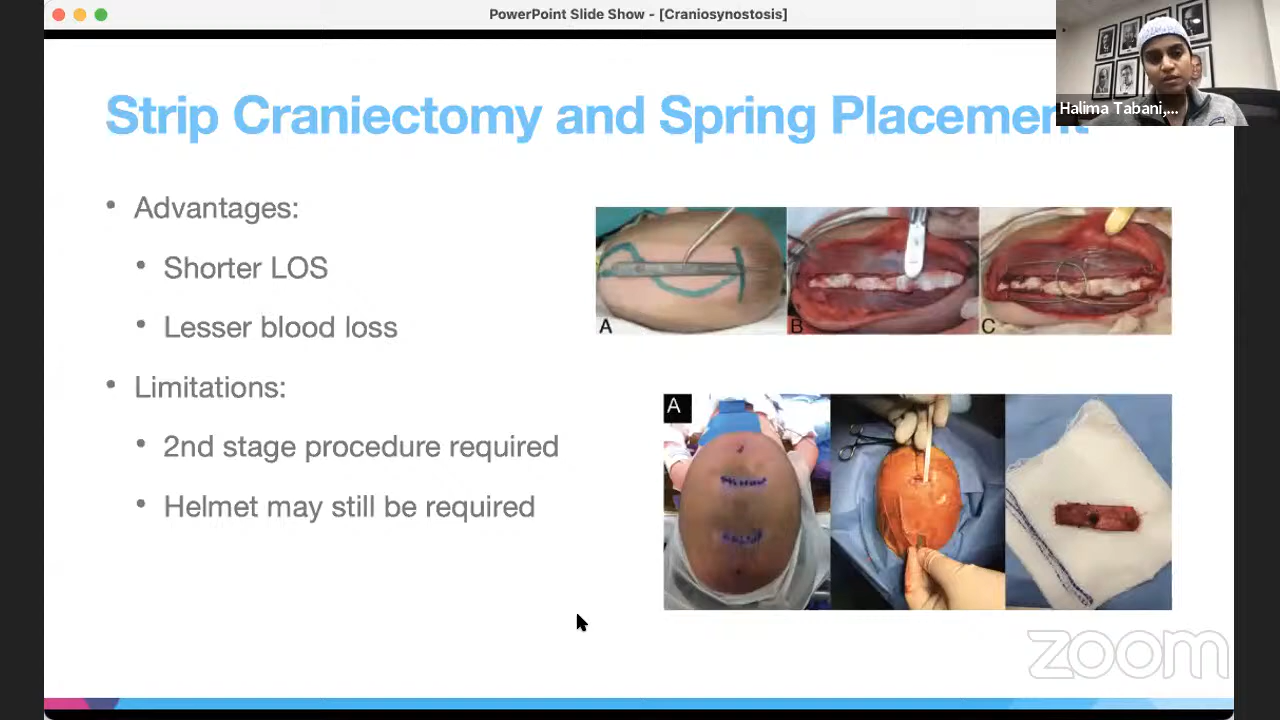 PowerPoint Slide Show - [Craniosynostosis]
Halima Tabani,...
Strip Craniectomy and Spring Placement
• Advantages:
• Shorter LOS
• Lesser blood loss
• Limitations:
• 2nd stage procedure required
• Helmet may still be required
A
B
C
A
zoom